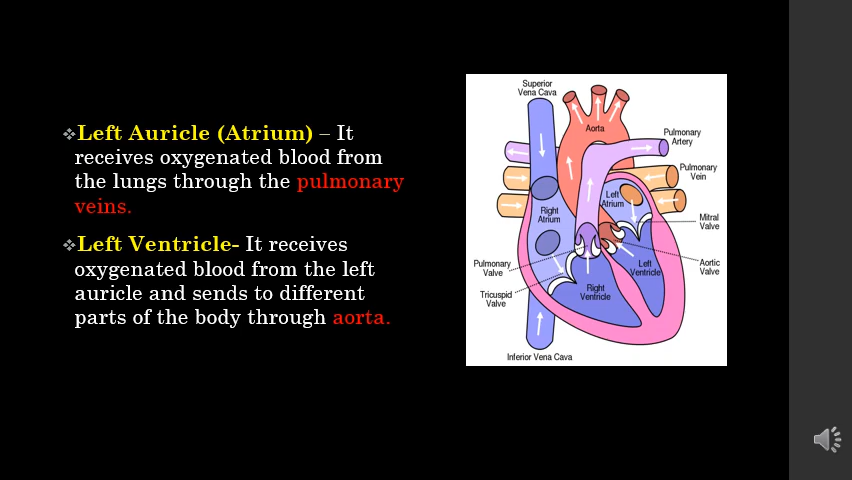 ❖Left Auricle (Atrium) – It
receives oxygenated blood from
the lungs through the pulmonary
veins.
❖Left Ventricle- It receives
oxygenated blood from the left
auricle and sends to different
parts of the body through aorta.
Superior
Vena Cava
Aorta
Pulmonary
Artery
Pulmonary
Vein
Left
Atrium
Right
Atrium
Mitral
Valve
Pulmonary
Valve
Left
Ventricle
Aortic
Valve
Tricuspid
Valve
Right
Ventricle
Inferior Vena Cava